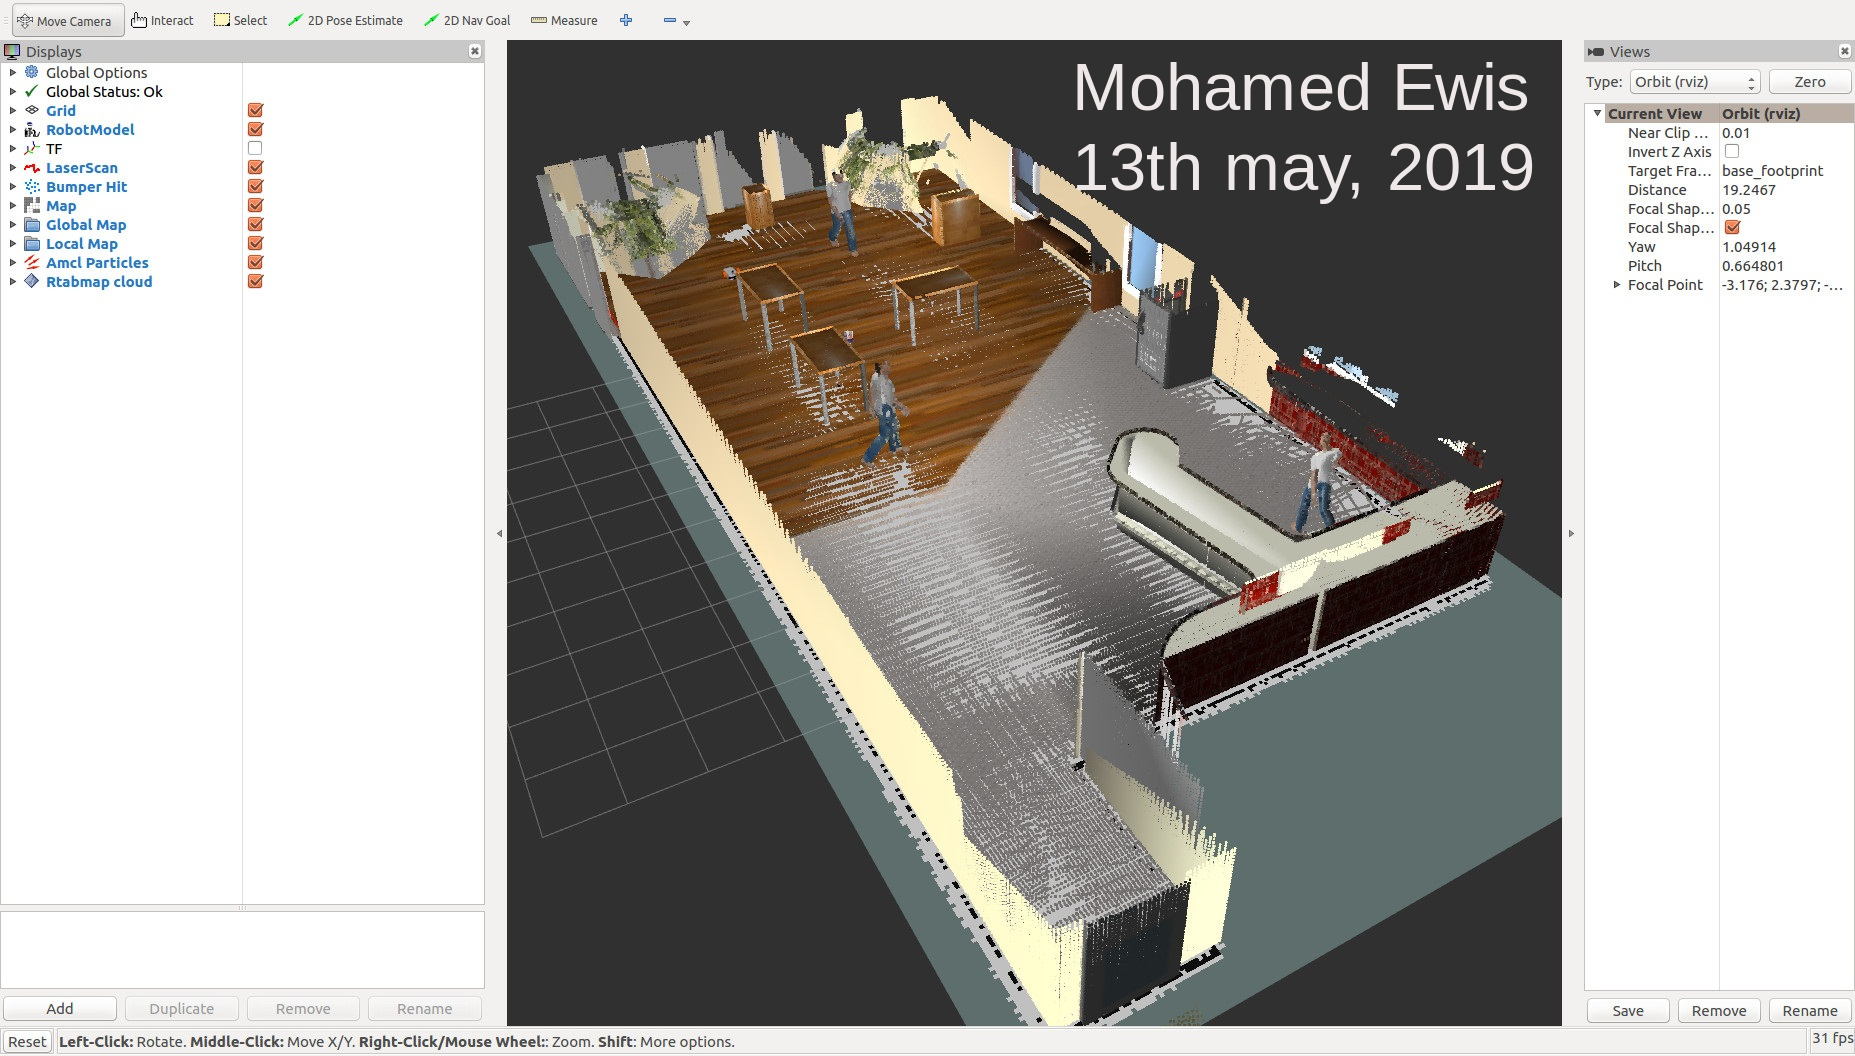 Move Camera
Interact
Select
2D Pose Estimate
2D Nav Goal
Measure
Displays
Global Options
Global Status: Ok
Grid
RobotModel
TF
LaserScan
Bumper Hit
Map
Global Map
Local Map
Amcl Particles
Rtabmap cloud
Add
Duplicate
Remove
Rename
Mohamed Ewis
13th may, 2019
Views
Type: Orbit (rviz)
Zero
Current View Orbit (rviz)
Near Clip ... 0.01
Invert Z Axis
Target Fra... base_footprint
Distance 19.2467
Focal Shap... 0.05
Focal Shap...
Yaw 1.04914
Pitch 0.664801
Focal Point -3.176; 2.3797; -...
Save
Remove
Rename
Reset
Left-Click: Rotate. Middle-Click: Move X/Y. Right-Click/Mouse Wheel:: Zoom. Shift: More options.
31 fps